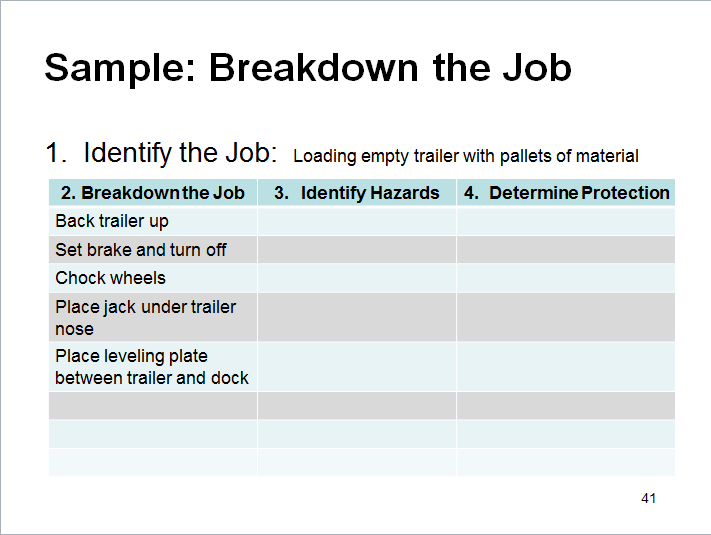 Sample: Breakdown the Job
1. Identify the Job: Loading empty trailer with pallets of material
2. Breakdown the Job 3. Identify Hazards 4. Determine Protection
Back trailer up
Set brake and turn off
Chock wheels
Place jack under trailer
nose
Place leveling plate
between trailer and dock
41